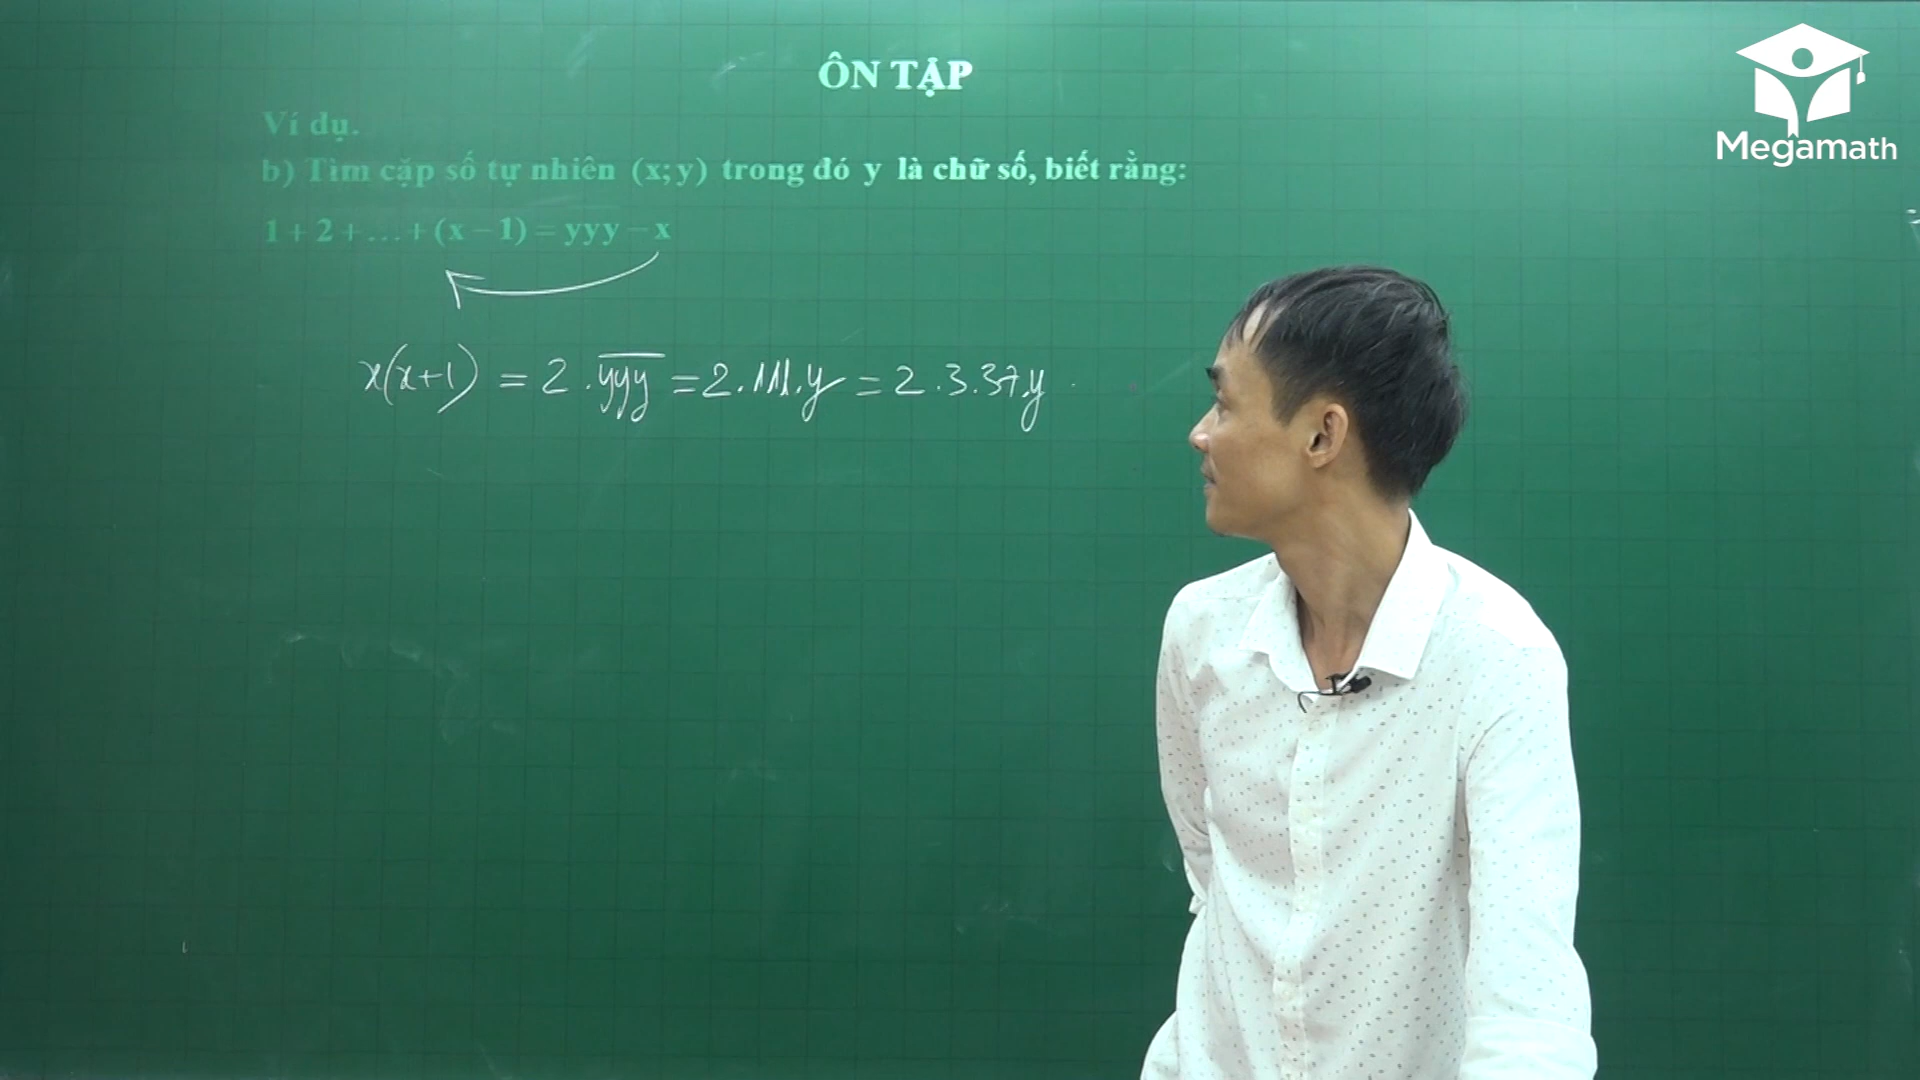 ÔN TẬP
Megamath
Ví dụ.
b) Tìm cặp số tự nhiên (x; y) trong đó y là chữ số, biết rằng:
1 + 2 + ... + (x − 1) = yyy − x
x(x+1) = 2 . \overline{yyy} = 2 . 111 . y = 2 . 3 . 37 . y